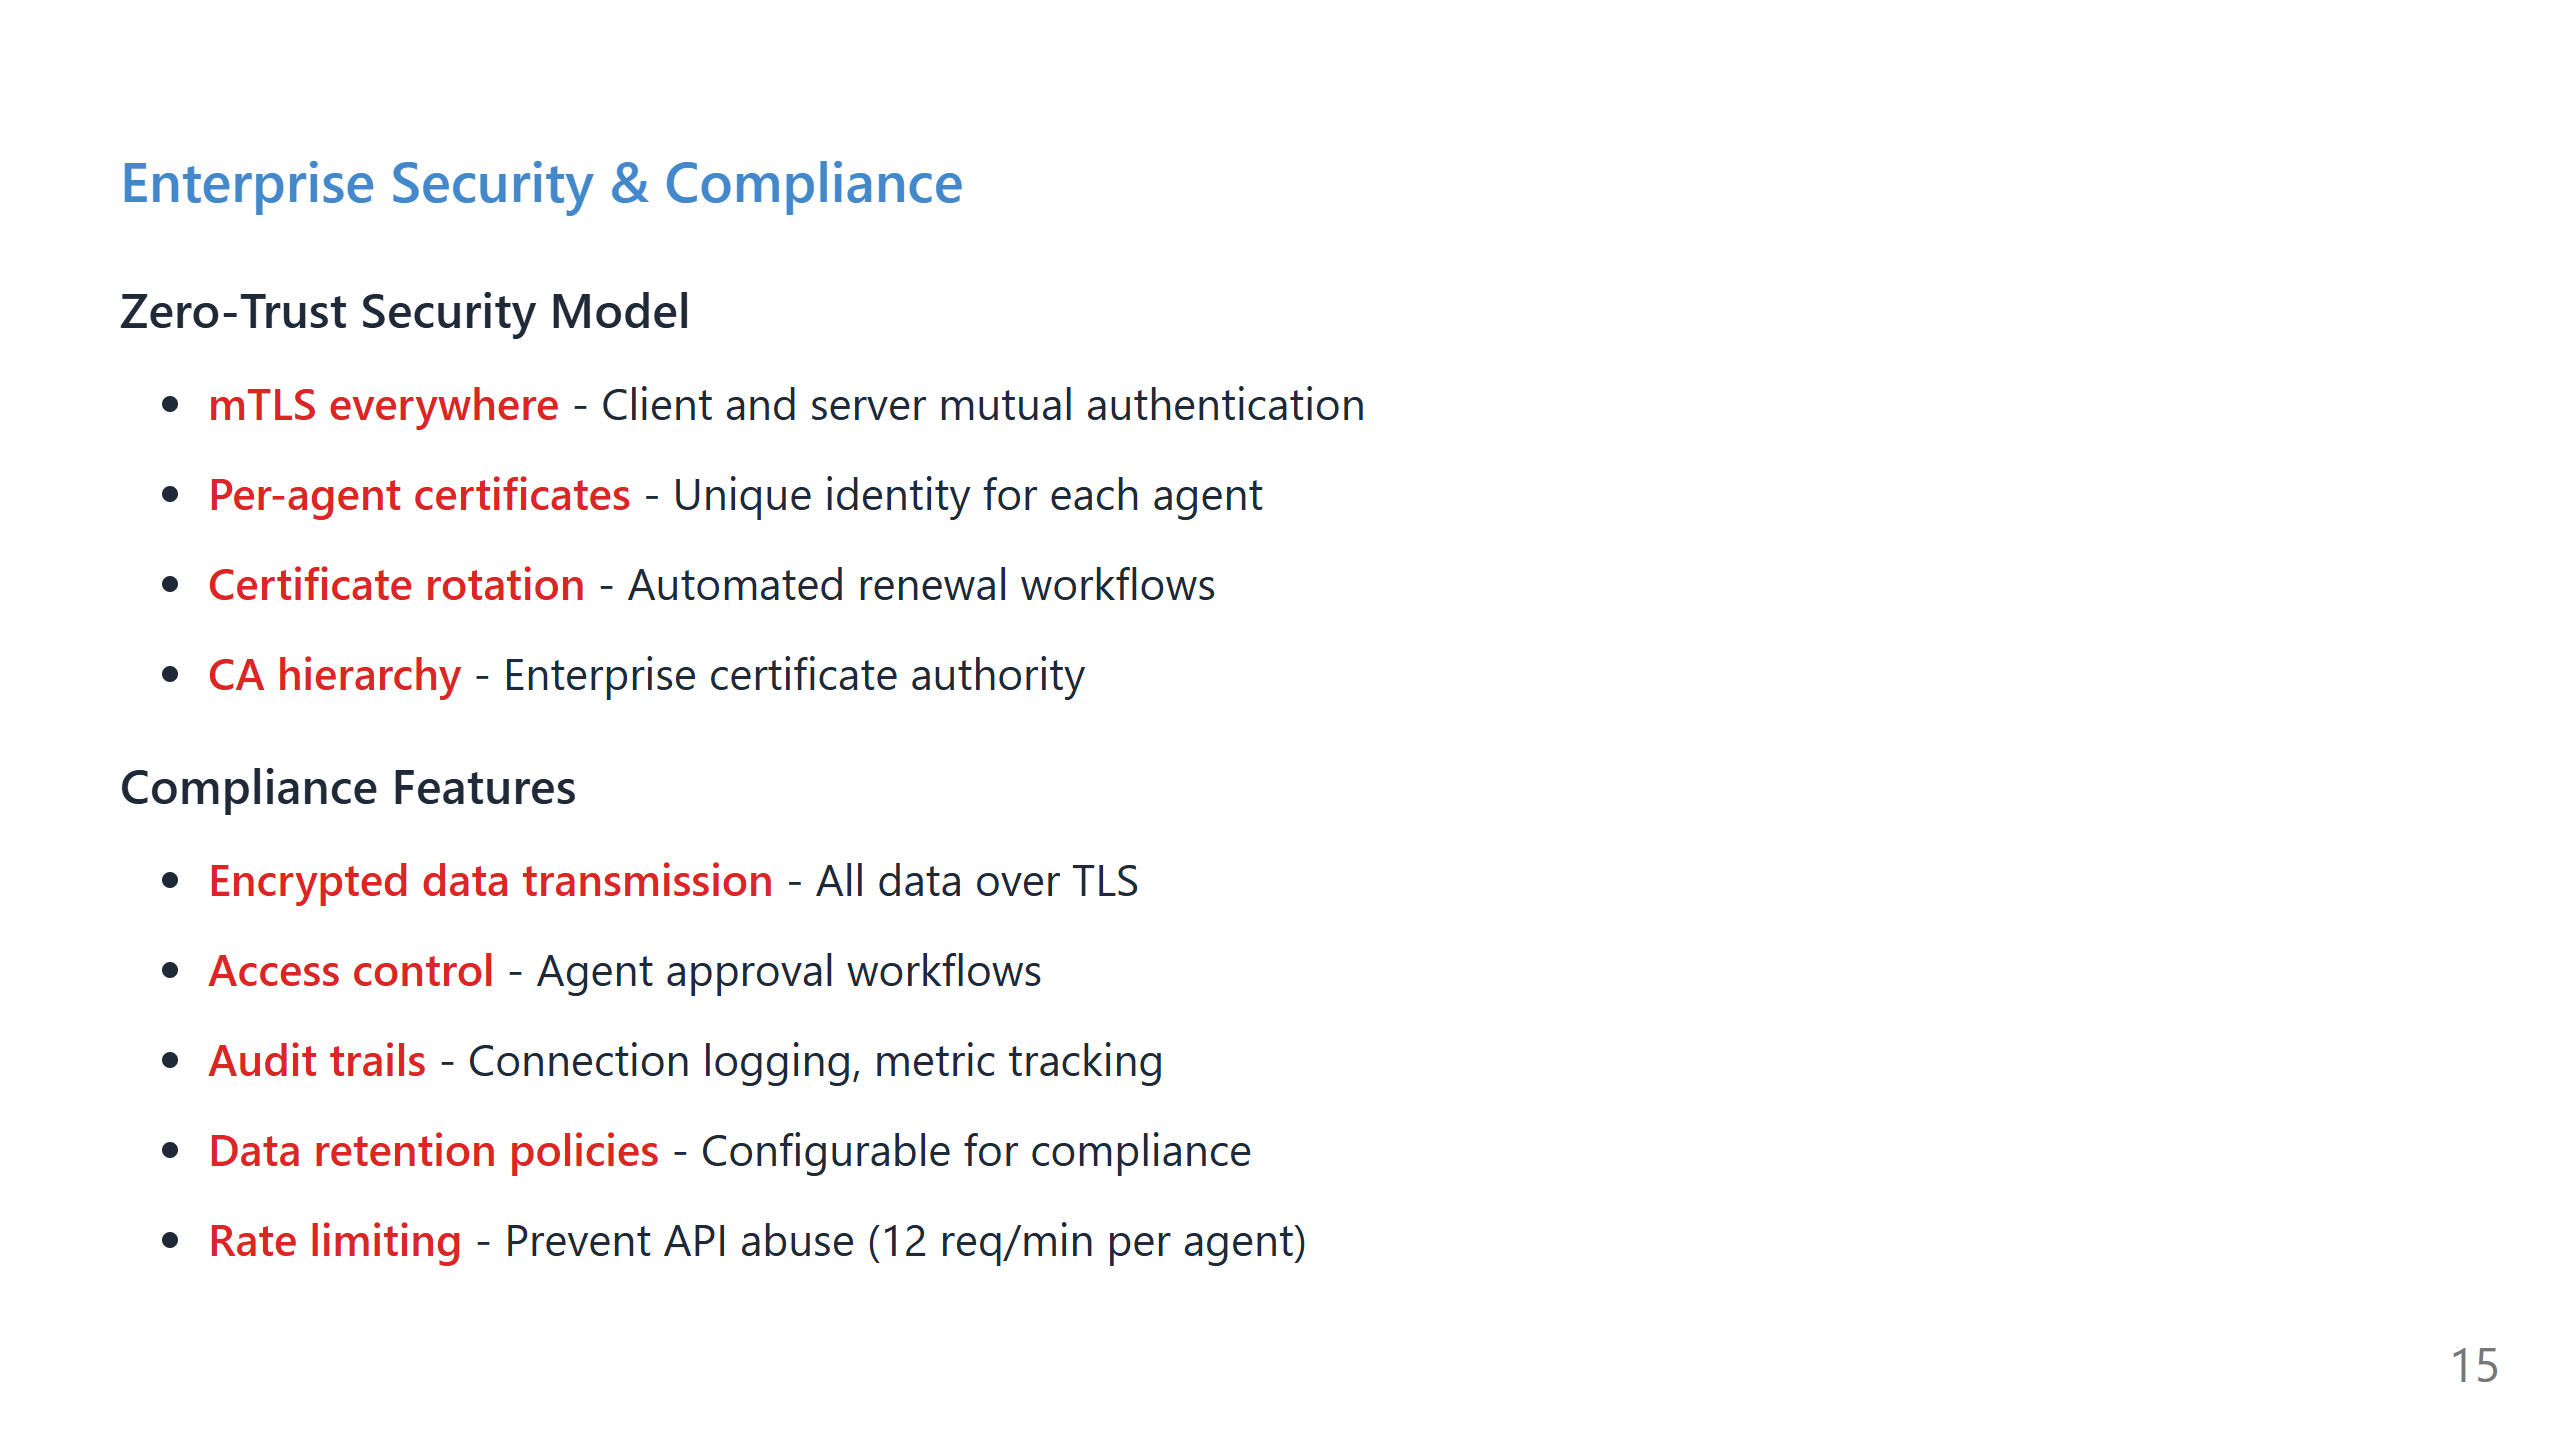 Enterprise Security & Compliance
Zero-Trust Security Model
• mTLS everywhere - Client and server mutual authentication
• Per-agent certificates - Unique identity for each agent
• Certificate rotation - Automated renewal workflows
• CA hierarchy - Enterprise certificate authority
Compliance Features
• Encrypted data transmission - All data over TLS
• Access control - Agent approval workflows
• Audit trails - Connection logging, metric tracking
• Data retention policies - Configurable for compliance
• Rate limiting - Prevent API abuse (12 req/min per agent)
15